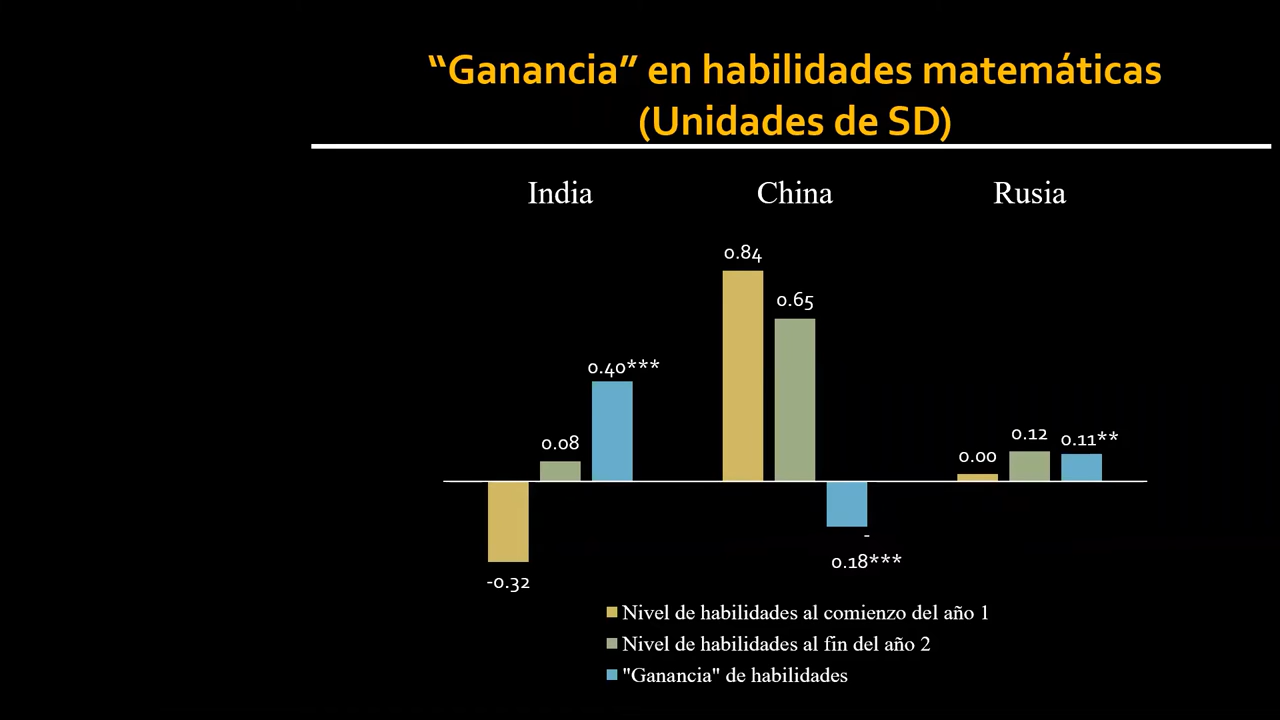 “Ganancia” en habilidades matemáticas
(Unidades de SD)
India
China
Rusia
0.84
0.65
0.40***
0.08
0.12
0.11**
0.00
-
0.18***
-0.32
Nivel de habilidades al comienzo del año 1
Nivel de habilidades al fin del año 2
"Ganancia" de habilidades